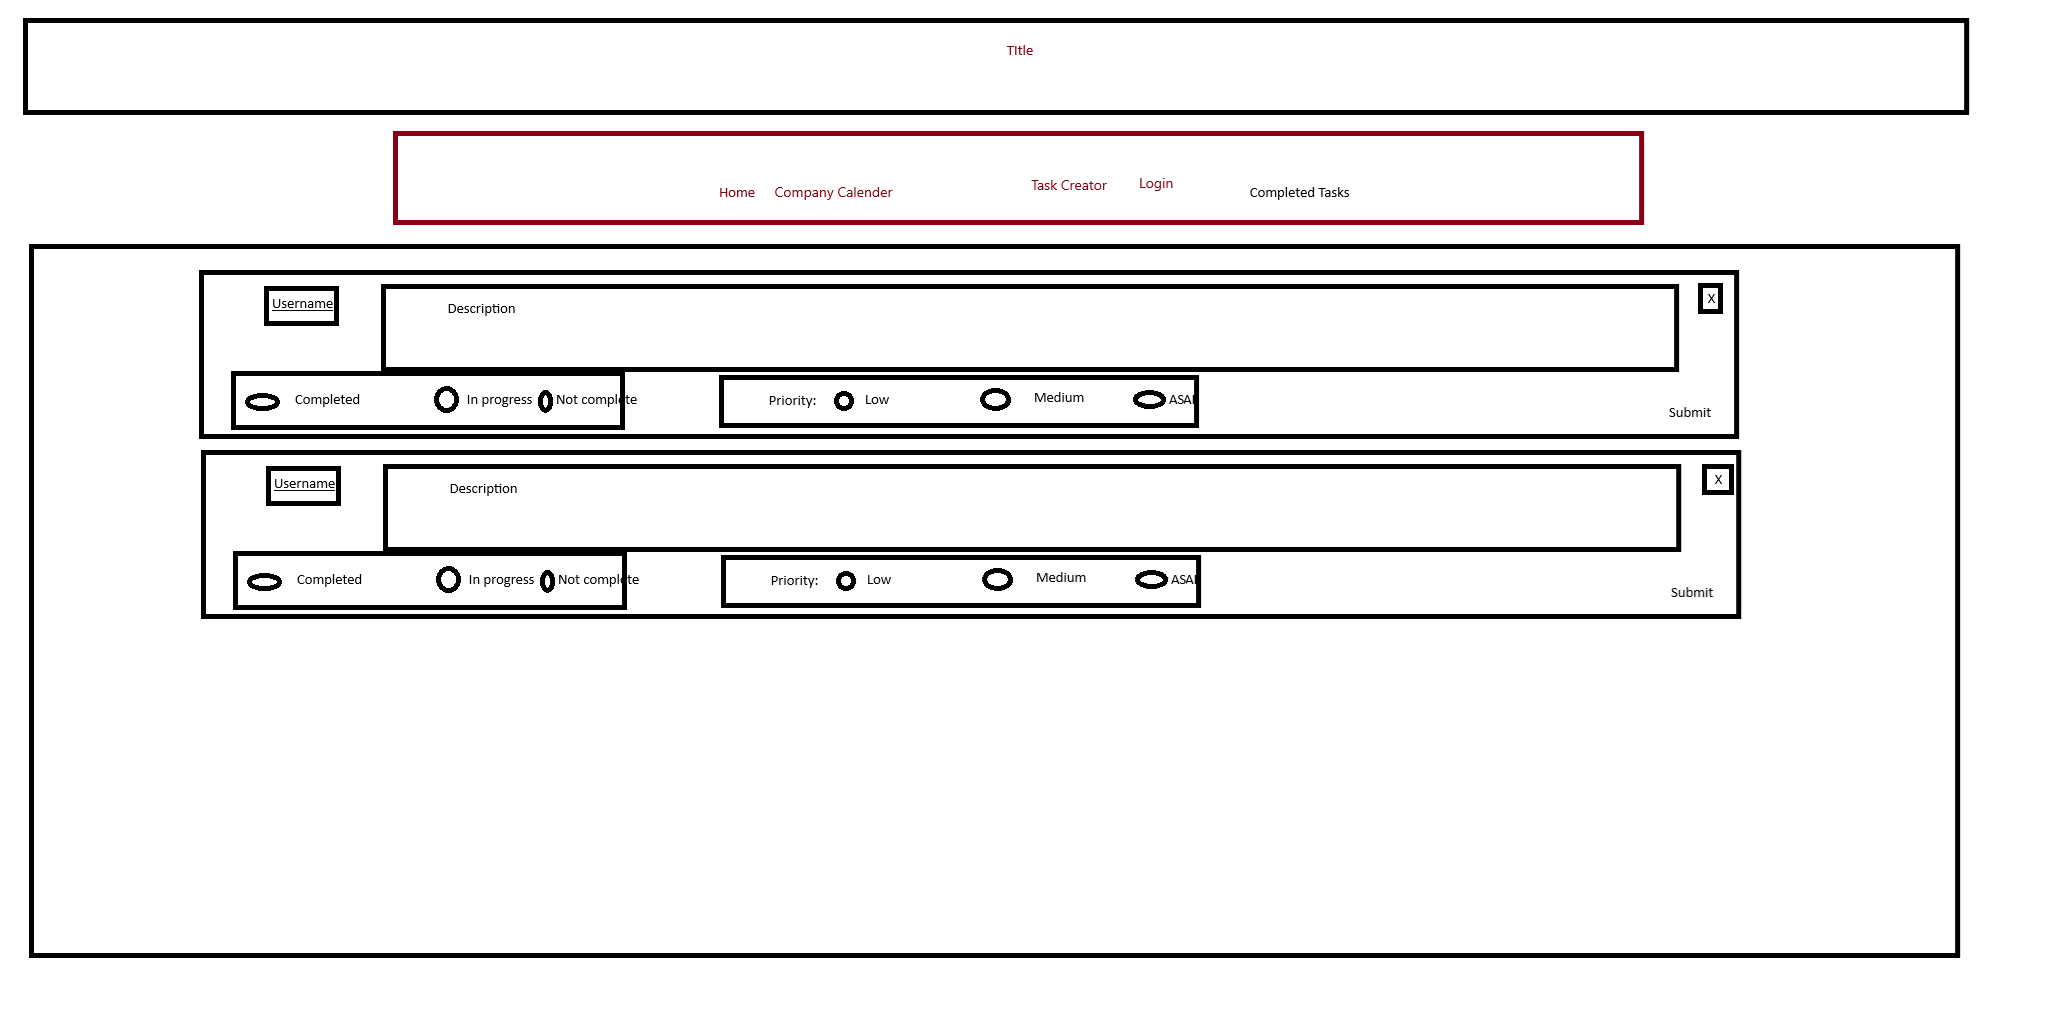 TItle
Home Company Calender Task Creator Login Completed Tasks
Username Description X
Completed In progress Not complete Priority: Low Medium ASAP
Submit
Username Description X
Completed In progress Not complete Priority: Low Medium ASAP
Submit